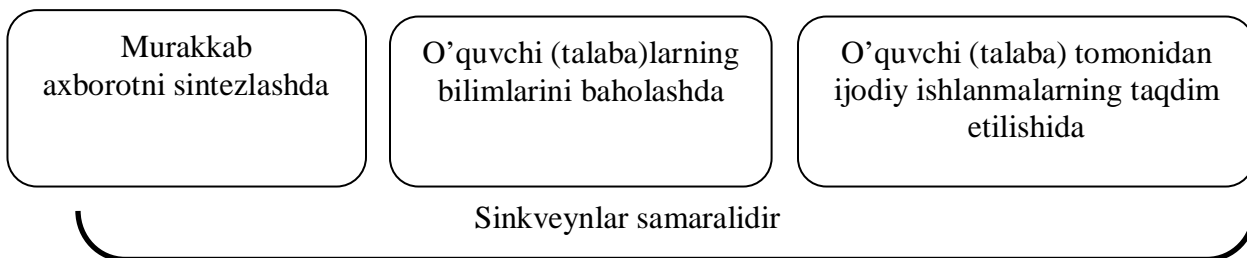 Murakkab
axborotni sintezlashda
O’quvchi (talaba)larning
bilimlarini baholashda
O’quvchi (talaba) tomonidan
ijodiy ishlanmalarning taqdim
etilishida
Sinkveynlar samaralidir